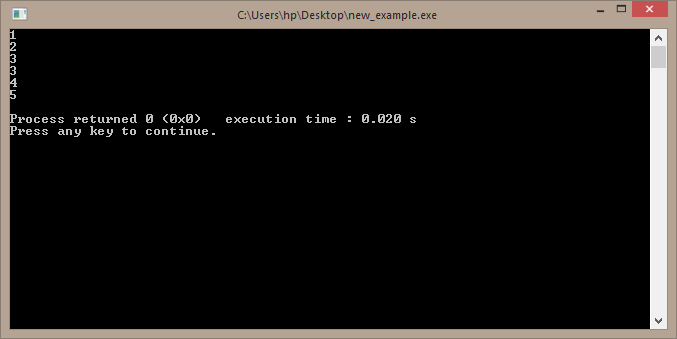 C:\Users\hp\Desktop\new_example.exe
1
2
3
3
4
5
Process returned 0 (0x0)   execution time : 0.020 s
Press any key to continue.